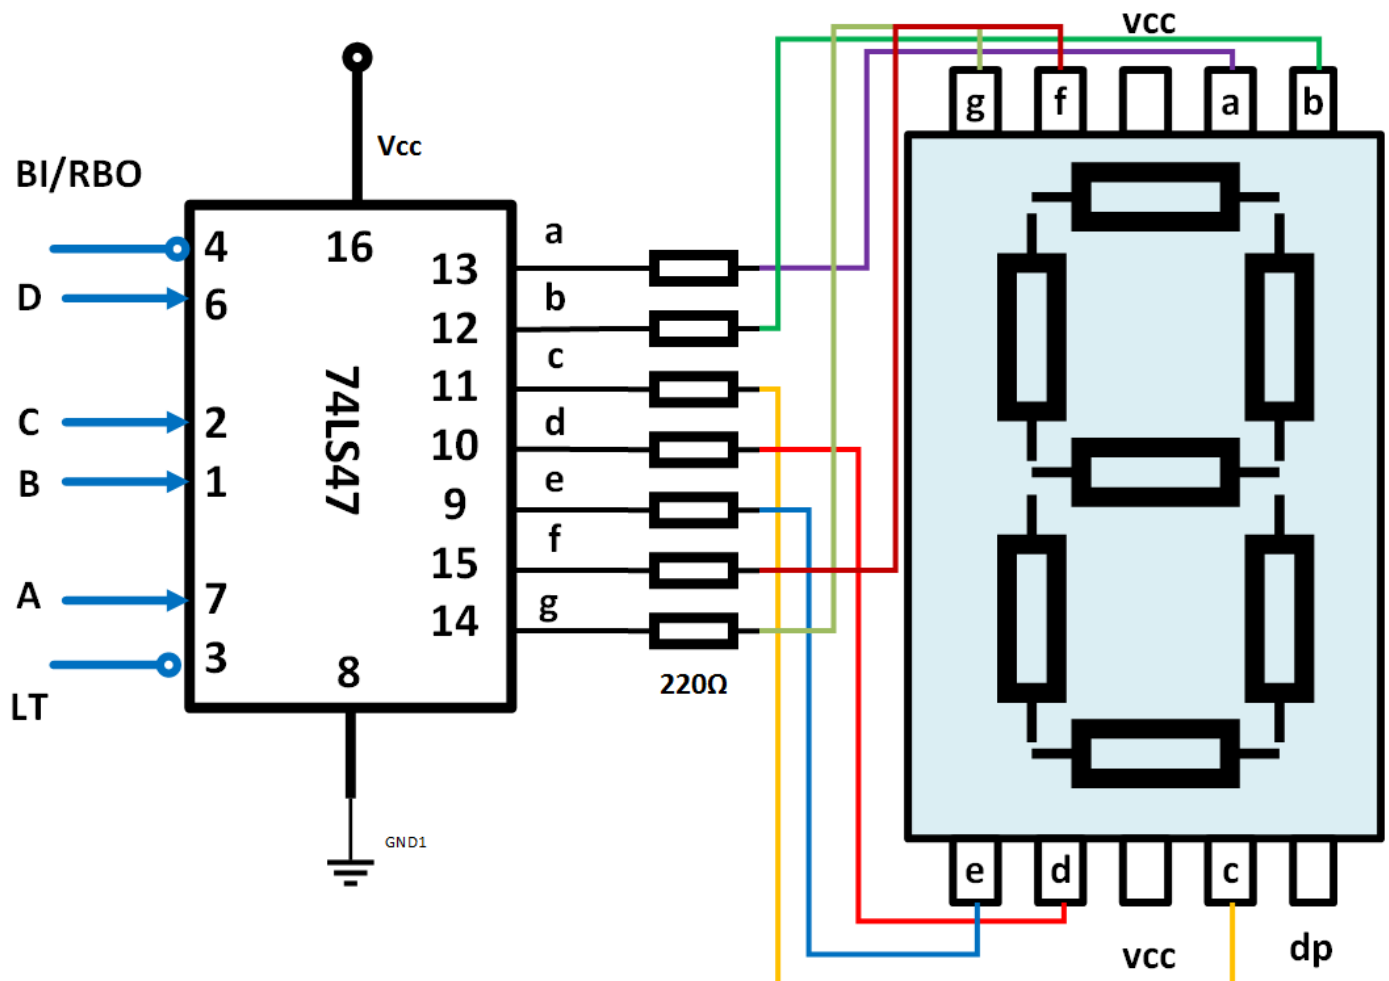 vcc
g f a b
Vcc
BI/RBO
4 16
a
13
D
6
b
12
c
11
C
2
d
10
74LS47
B
1
e
9
f
15
A
7
g
14
3
8
220Ω
LT
GND1
e d c
vcc
dp